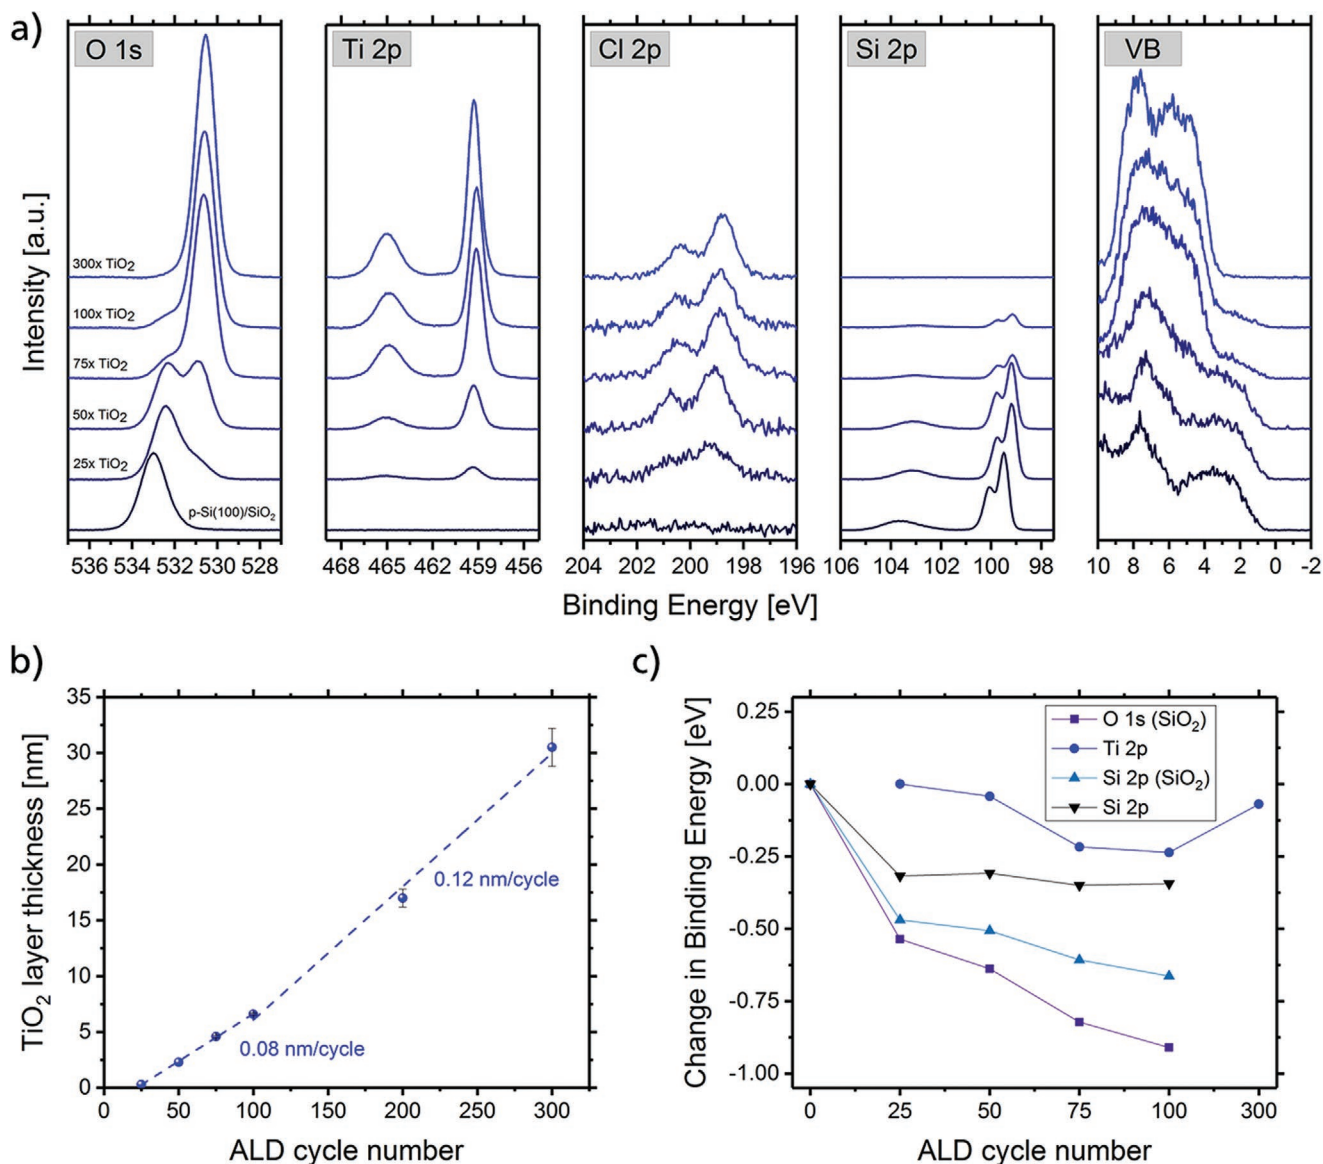 a)
O 1s
Ti 2p
Cl 2p
Si 2p
VB
Intensity [a.u.]
300x TiO₂
100x TiO₂
75x TiO₂
50x TiO₂
25x TiO₂
p-Si(100)/SiO₂
536 534 532 530 528
468 465 462 459 456
204 202 200 198 196
106 104 102 100 98
10 8 6 4 2 0 -2
Binding Energy [eV]
b)
TiO₂ layer thickness [nm]
35
30
25
20
15
10
5
0
0.12 nm/cycle
0.08 nm/cycle
0 50 100 150 200 250 300
ALD cycle number
c)
Change in Binding Energy [eV]
0.25
0.00
-0.25
-0.50
-0.75
-1.00
O 1s (SiO₂)
Ti 2p
Si 2p (SiO₂)
Si 2p
0 25 50 75 100 300
ALD cycle number